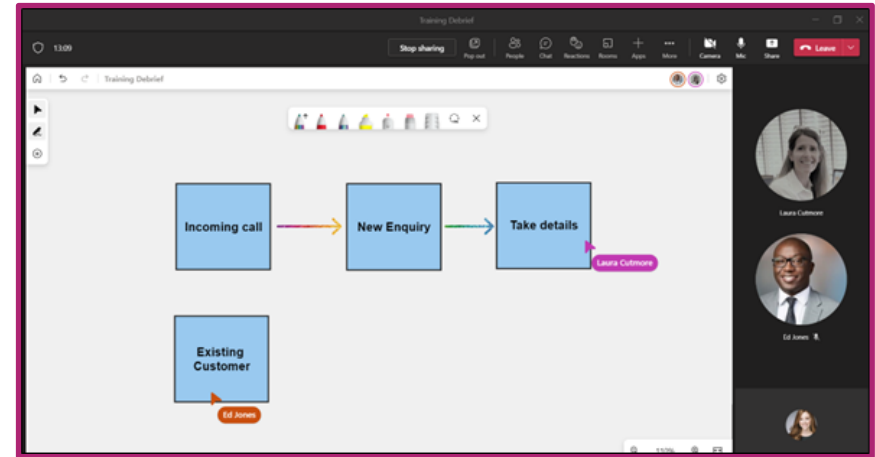 Training Debrief
13:09
Stop sharing
Pop out
People
Chat
Reactions
Rooms
Apps
More
Camera
Mic
Share
Leave
Training Debrief
Incoming call
New Enquiry
Take details
Laura Cutmore
Existing
Customer
Ed Jones
Laura Cutmore
Ed Jones